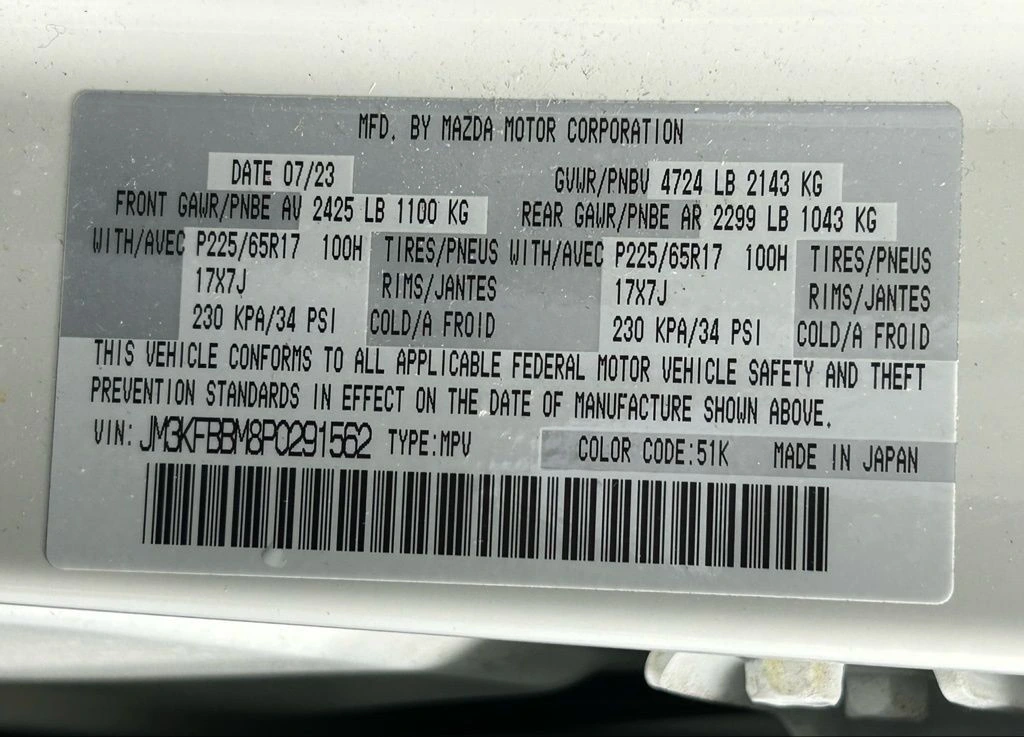 MFD. BY MAZDA MOTOR CORPORATION
DATE 07/23 GVWR/PNBV 4724 LB 2143 KG
FRONT GAWR/PNBE AV 2425 LB 1100 KG REAR GAWR/PNBE AR 2299 LB 1043 KG
WITH/AVEC P225/65R17 100H TIRES/PNEUS WITH/AVEC P225/65R17 100H TIRES/PNEUS
17X7J RIMS/JANTES 17X7J RIMS/JANTES
230 KPA/34 PSI COLD/A FROID 230 KPA/34 PSI COLD/A FROID
THIS VEHICLE CONFORMS TO ALL APPLICABLE FEDERAL MOTOR VEHICLE SAFETY AND THEFT
PREVENTION STANDARDS IN EFFECT ON THE DATE OF MANUFACTURE SHOWN ABOVE.
VIN: JM3KFBBM8P0291562 TYPE:MPV COLOR CODE:51K MADE IN JAPAN